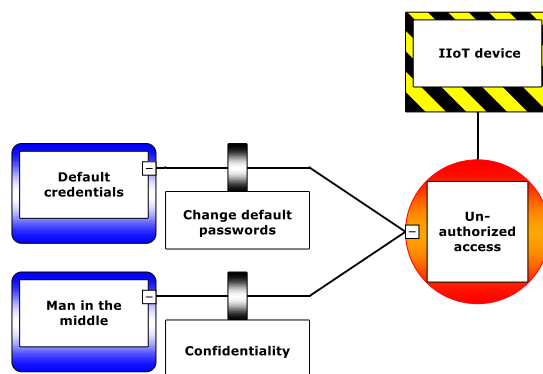 IIoT device
Default
credentials
Change default
passwords
Un-
authorized
access
Man in the
middle
Confidentiality